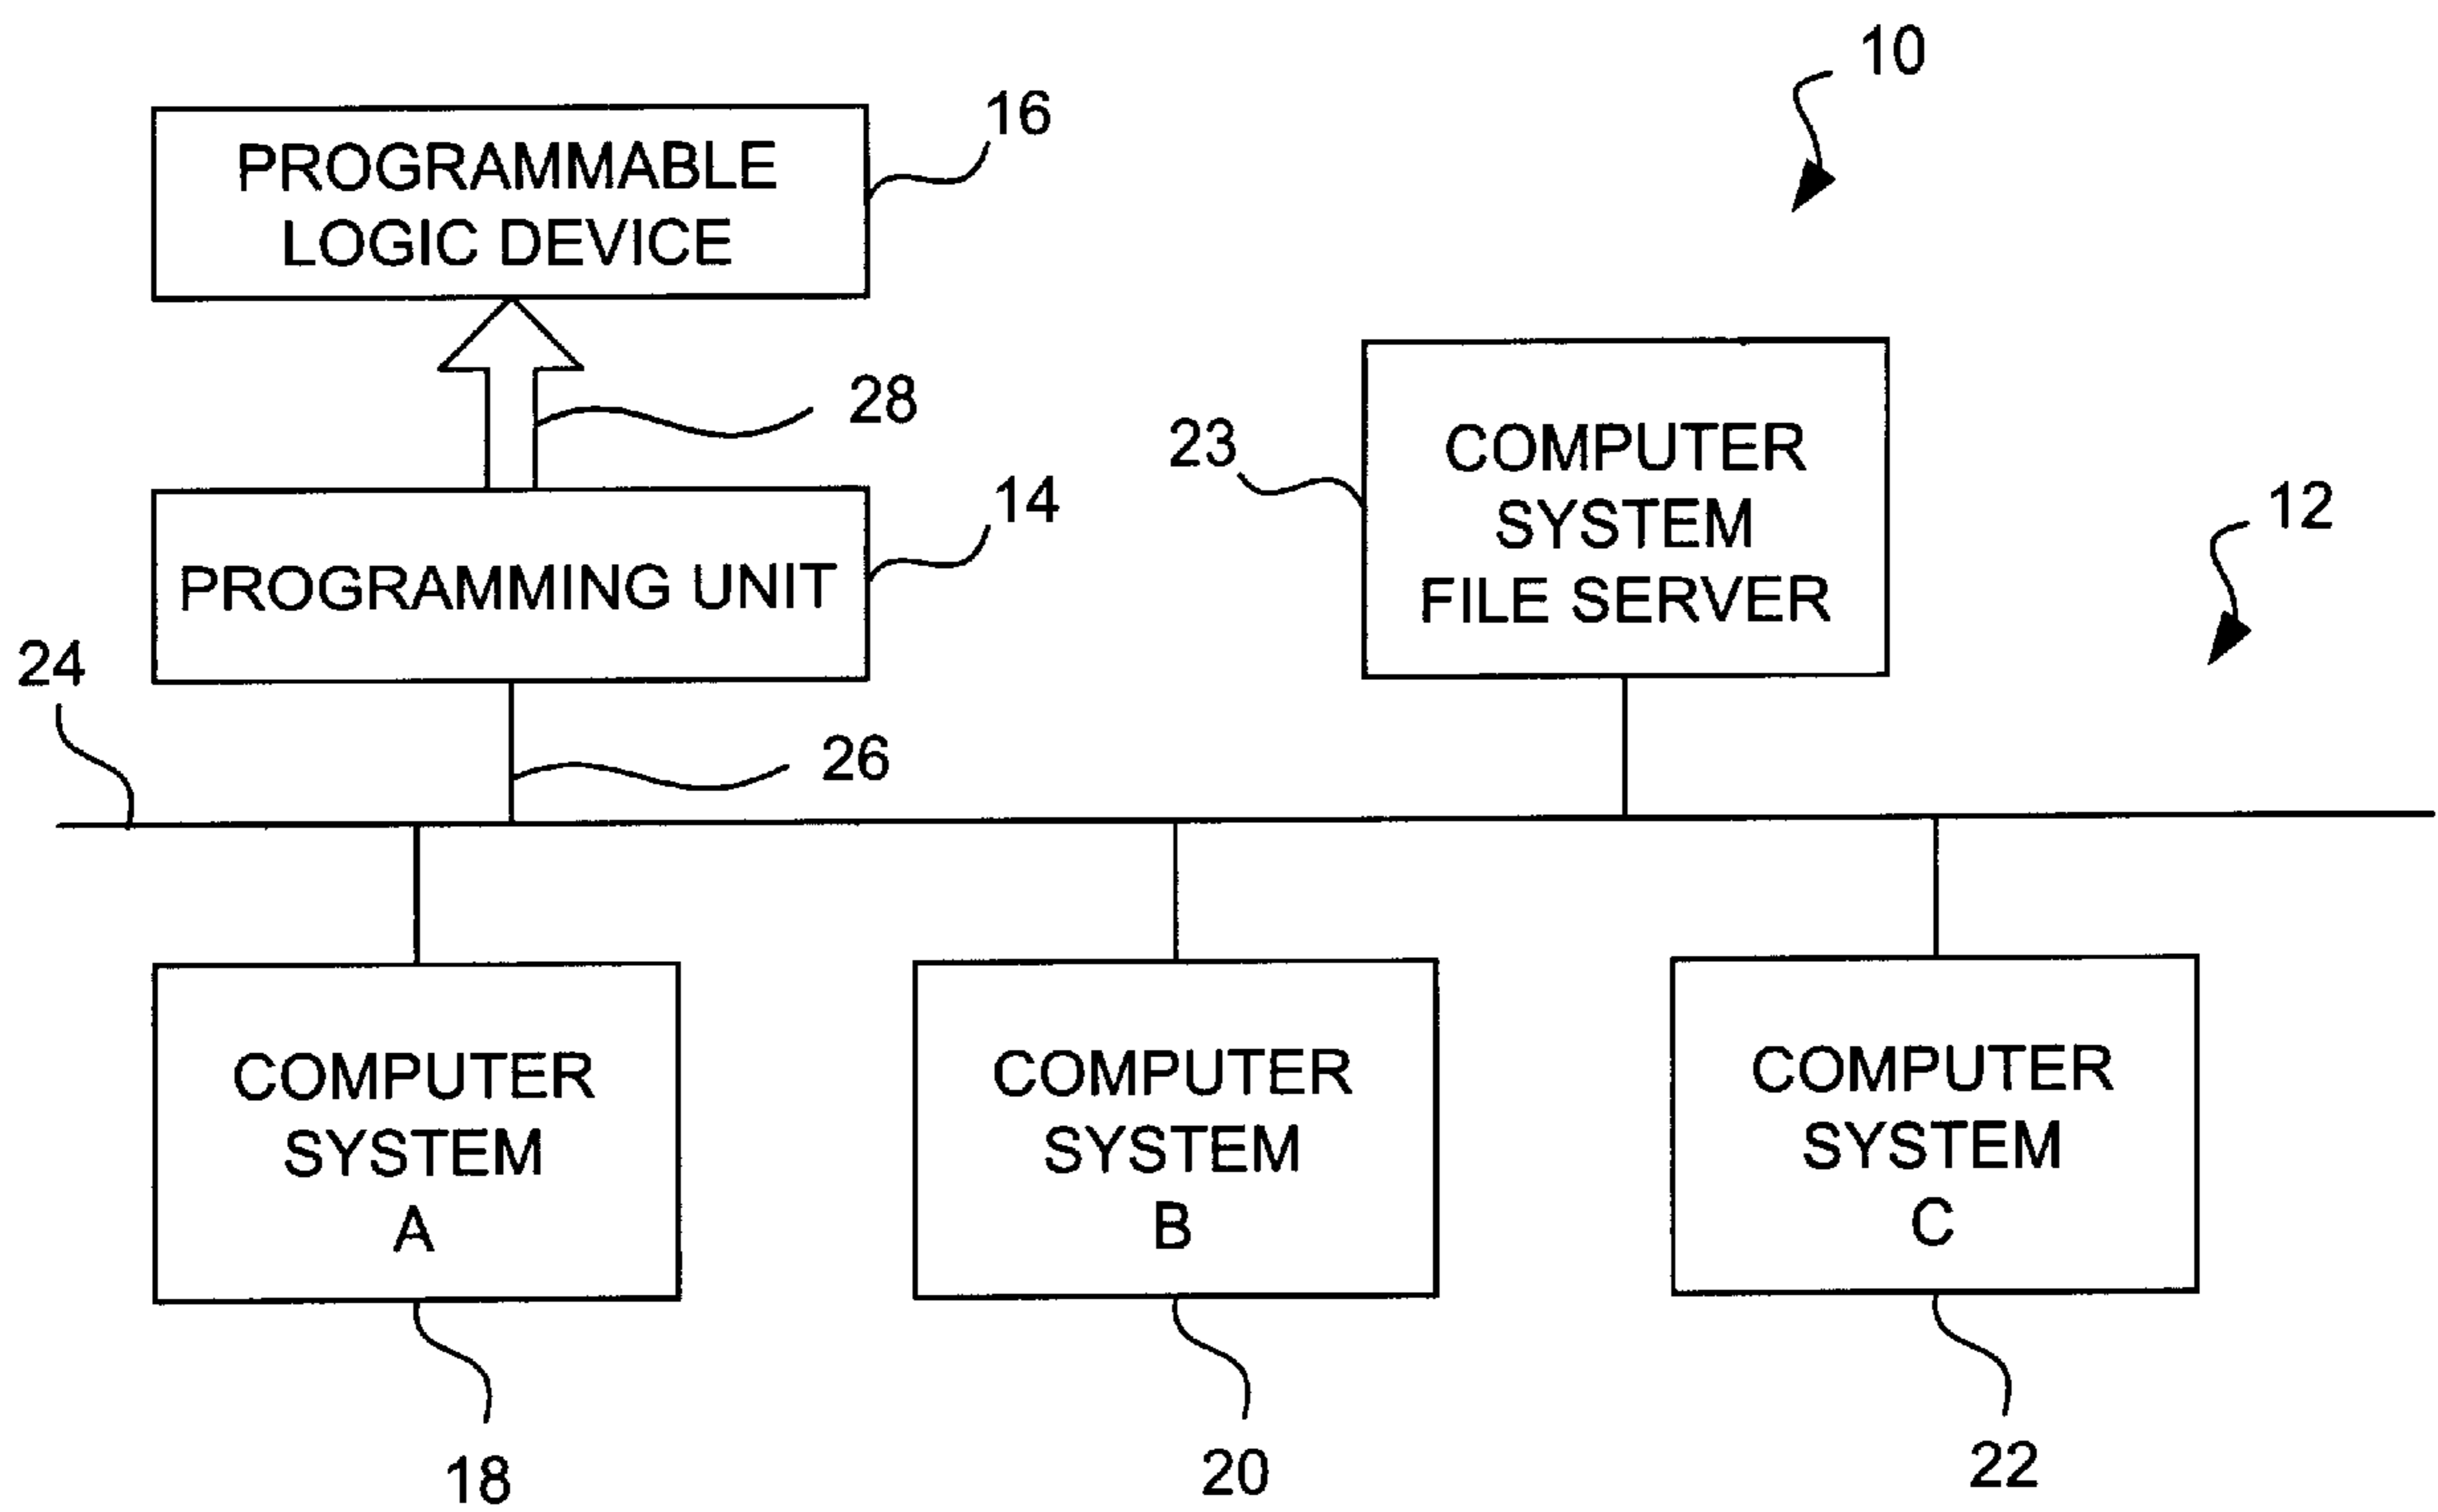 10
16
PROGRAMMABLE
LOGIC DEVICE
28
23
COMPUTER
SYSTEM
FILE SERVER
14
12
PROGRAMMING UNIT
24
26
COMPUTER
SYSTEM
A
COMPUTER
SYSTEM
B
COMPUTER
SYSTEM
C
18
20
22